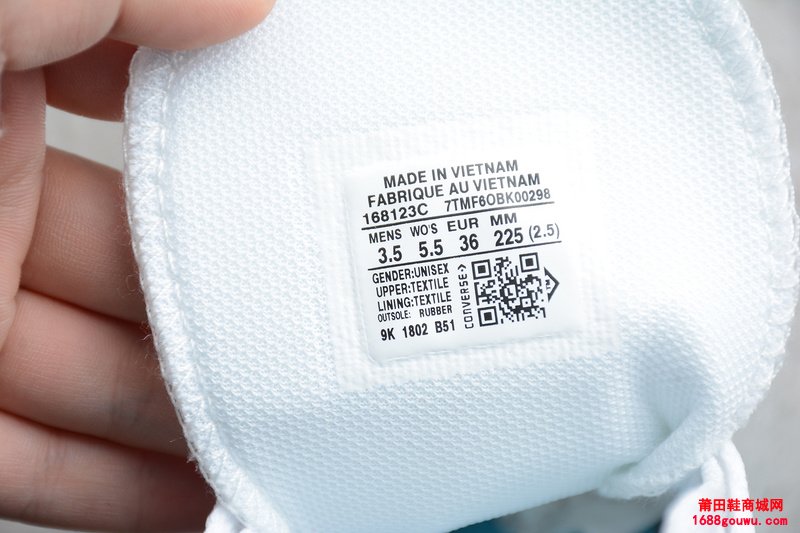 MADE IN VIETNAM
FABRIQUE AU VIETNAM
168123C 7TMF6OBK00298
MENS WO'S EUR MM
3.5 5.5 36 225 (2.5)
GENDER:UNISEX
UPPER:TEXTILE
LINING:TEXTILE
OUTSOLE: RUBBER
9K 1802 B51
CONVERSE>
莆田鞋商城网
1688gouwu.com